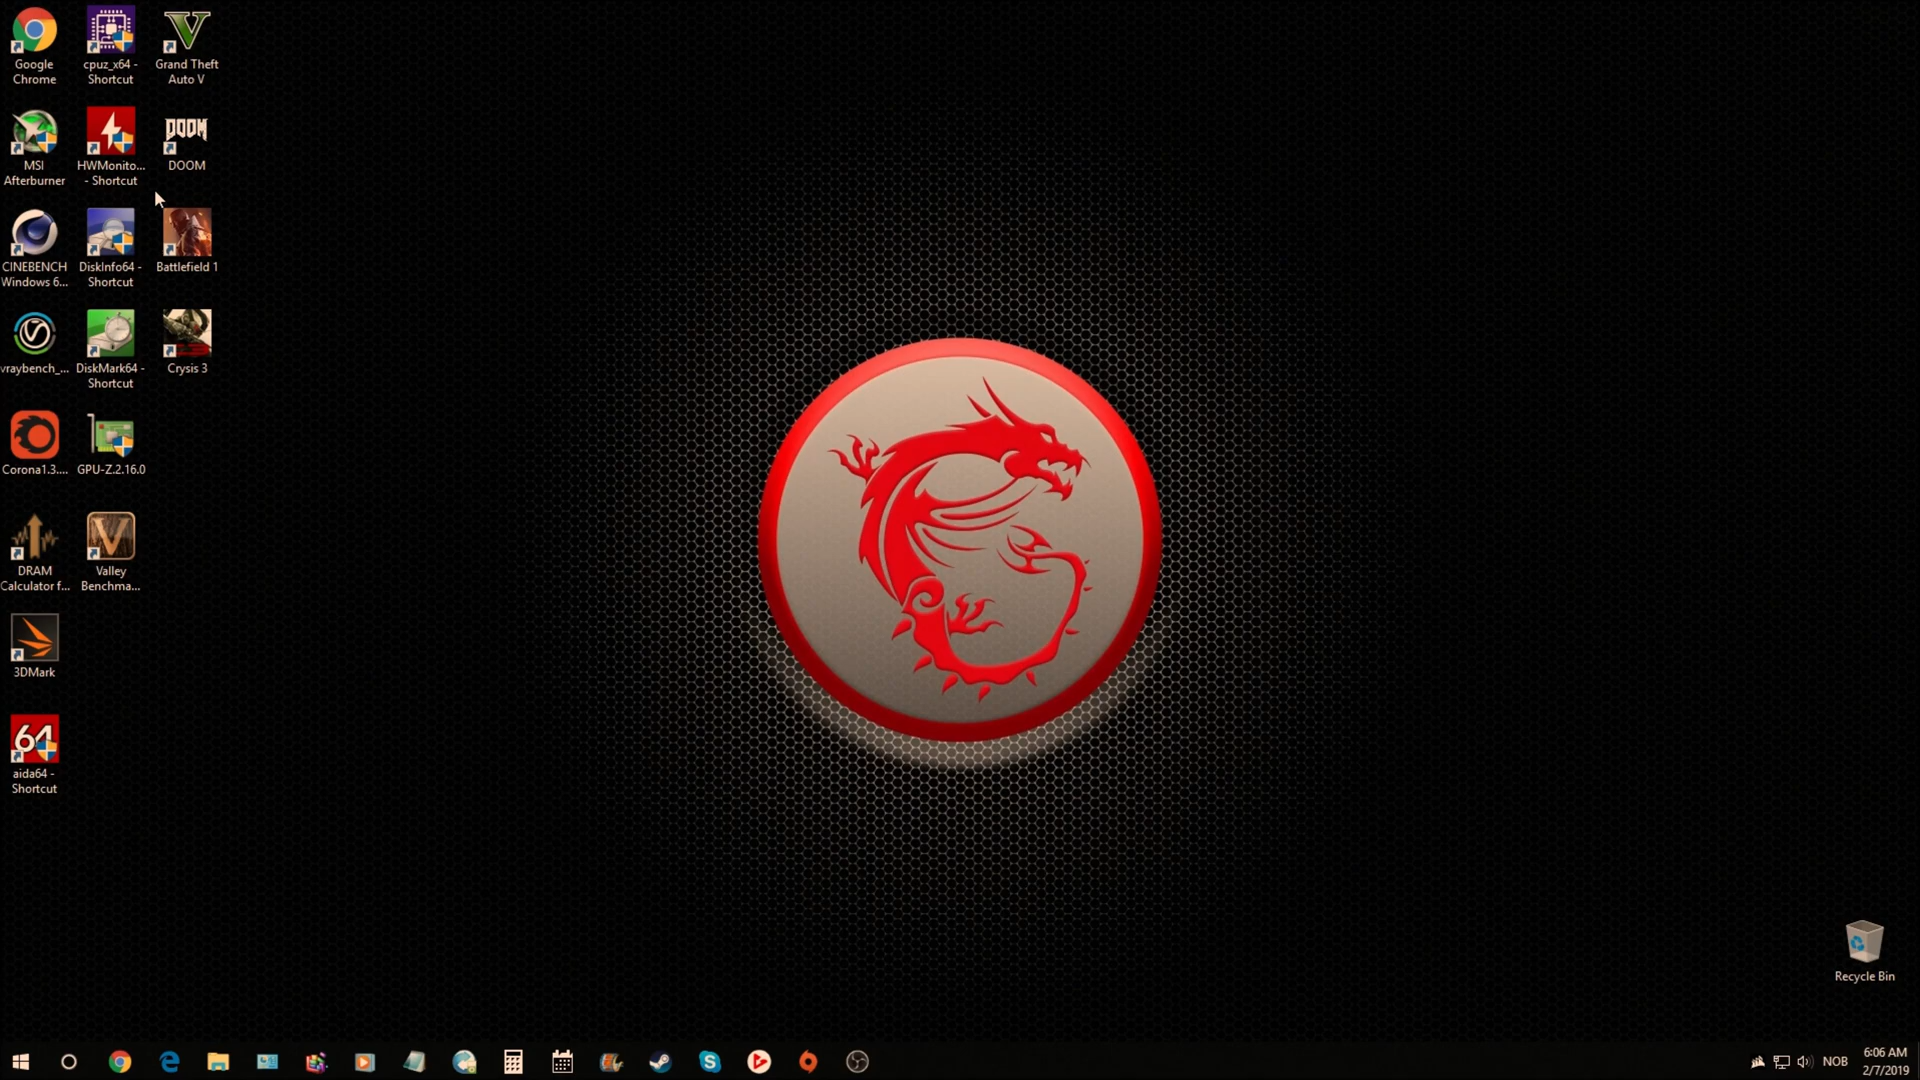 Google
Chrome
cpuz_x64 -
Shortcut
Grand Theft
Auto V
MSI
Afterburner
HWMonito...
- Shortcut
DOOM
DOOM
CINEBENCH
Windows 6...
DiskInfo64 -
Shortcut
Battlefield 1
vraybench_...
DiskMark64 -
Shortcut
Crysis 3
Corona1.3....
GPU-Z.2.16.0
DRAM
Calculator f...
V
Valley
Benchma...
3DMark
64
aida64 -
Shortcut
Recycle Bin
NOB
6:06 AM
2/7/2019